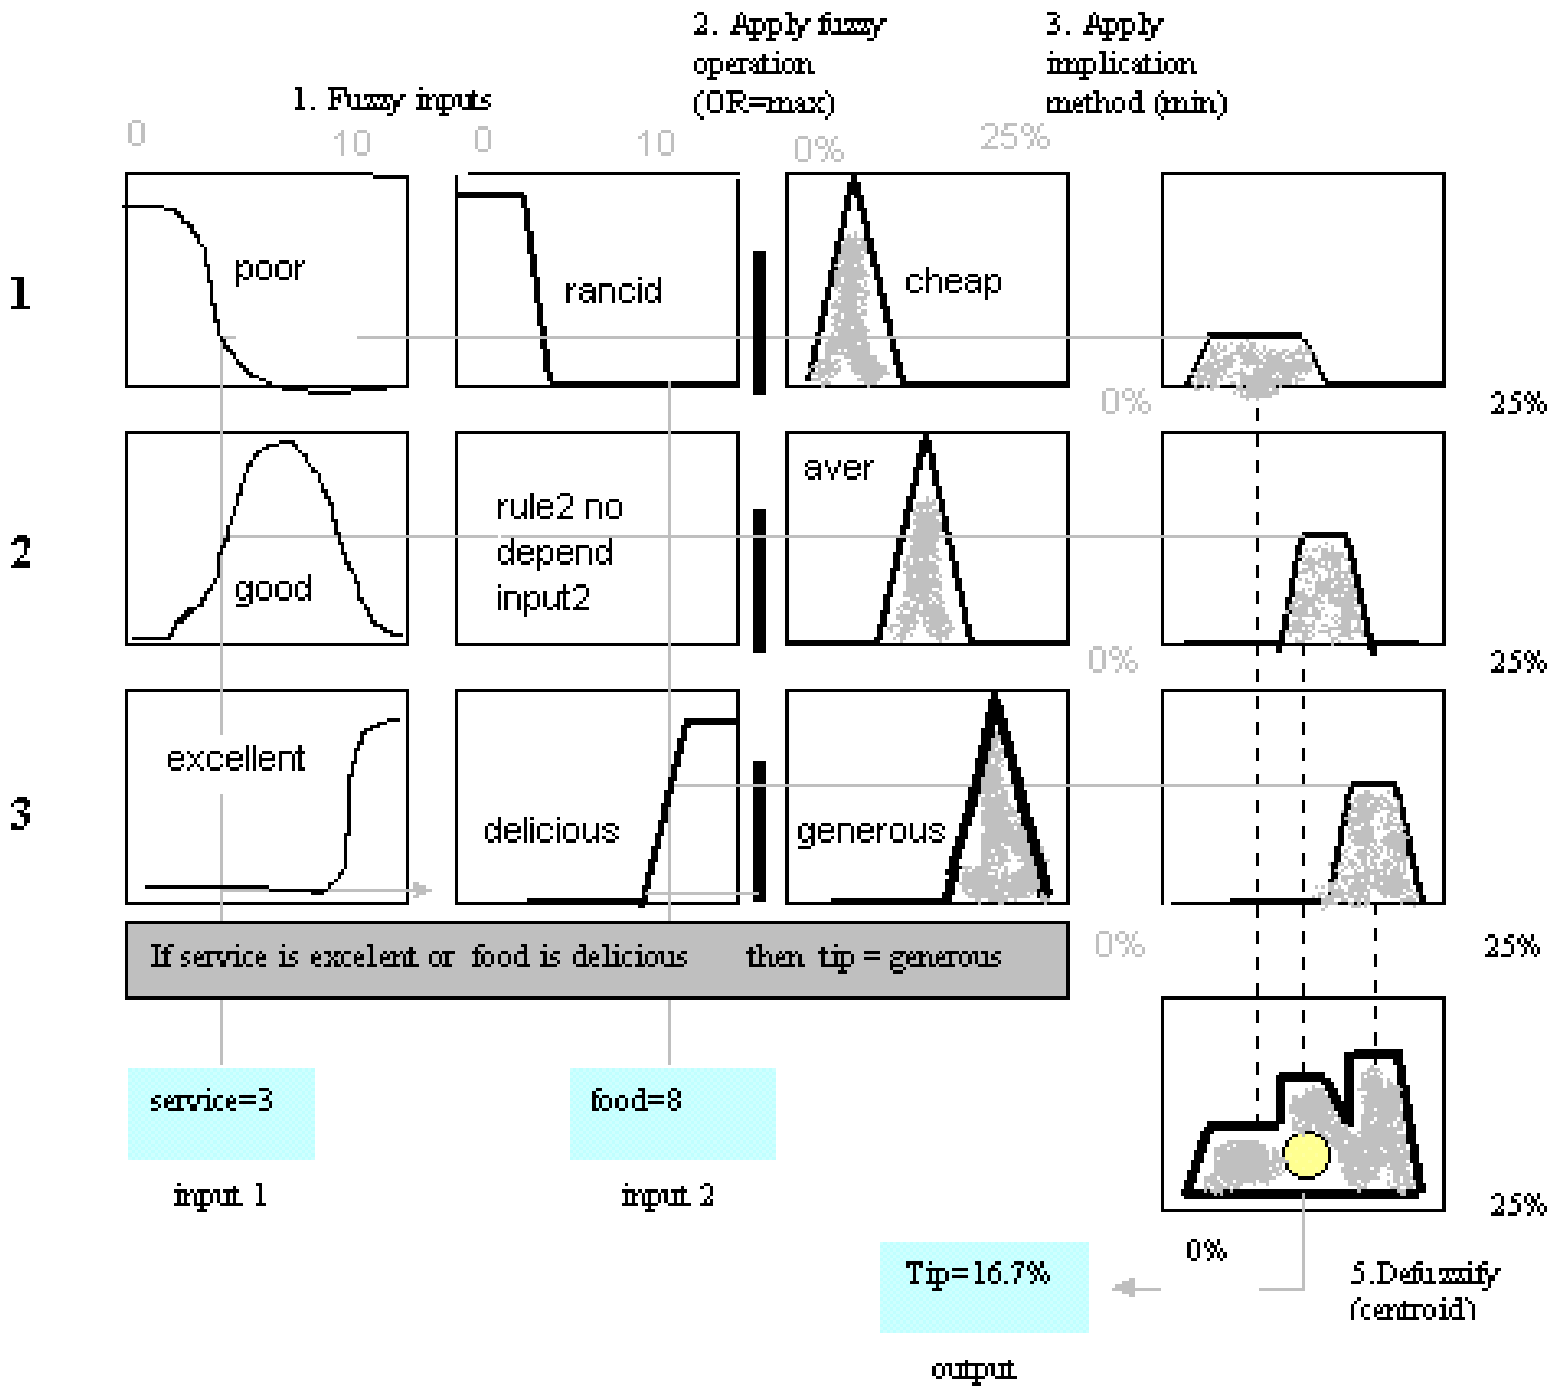 2. Apply fuzzy
operation
(OR=max)
3. Apply
implication
method (min)
1. Fuzzy inputs
0
10
0
10
0%
25%
1
poor
rancid
cheap
0%
25%
2
good
rule2 no
depend
input2
aver
0%
25%
3
excellent
delicious
generous
0%
25%
If service is excelent or food is delicious then tip = generous
service=3
food=8
input 1
input 2
25%
0%
Tip=16.7%
5.Defuzzify
(centroid)
output